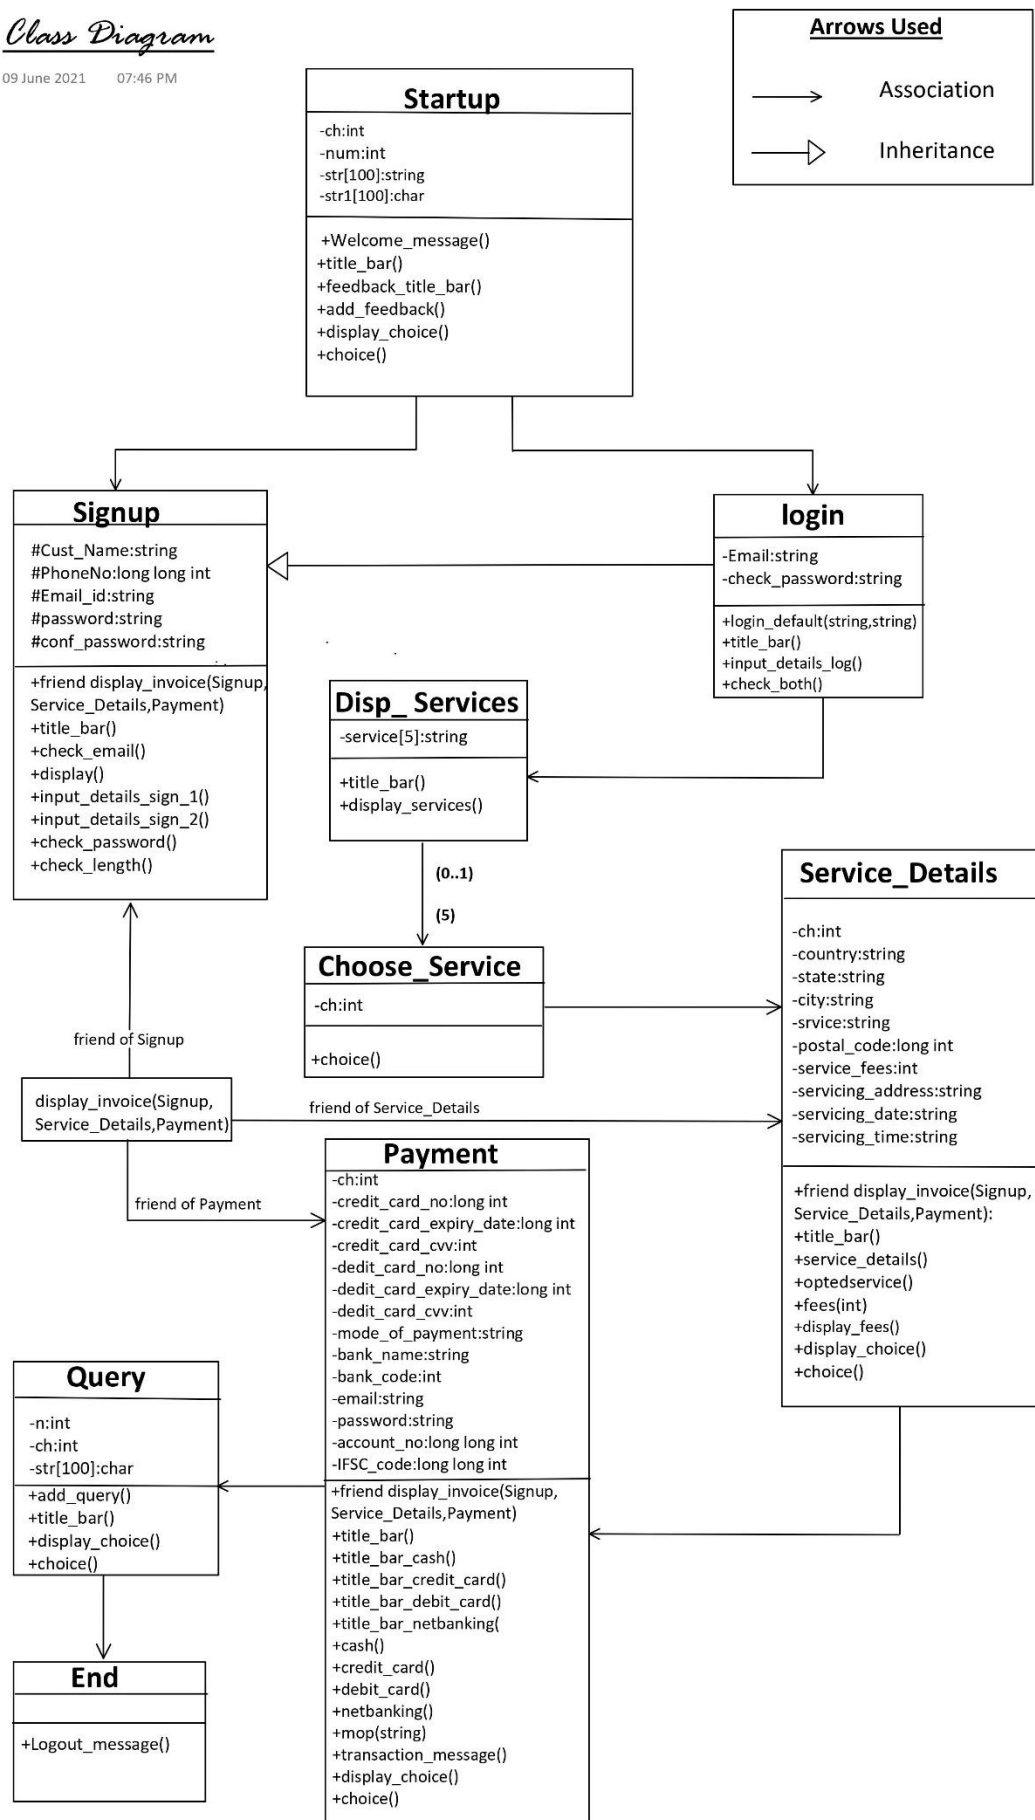 Class Diagram
09 June 2021 07:46 PM
Arrows Used
Association
Inheritance
Startup
-ch:int
-num:int
-str[100]:string
-str1[100]:char
+Welcome_message()
+title_bar()
+feedback_title_bar()
+add_feedback()
+display_choice()
+choice()
Signup
#Cust_Name:string
#PhoneNo:long long int
#Email_id:string
#password:string
#conf_password:string
+friend display_invoice(Signup,
Service_Details,Payment)
+title_bar()
+check_email()
+display()
+input_details_sign_1()
+input_details_sign_2()
+check_password()
+check_length()
login
-Email:string
-check_password:string
+login_default(string,string)
+title_bar()
+input_details_log()
+check_both()
Disp_ Services
-service[5]:string
+title_bar()
+display_services()
(0..1)
(5)
Choose_Service
-ch:int
+choice()
Service_Details
-ch:int
-country:string
-state:string
-city:string
-srvice:string
-postal_code:long int
-service_fees:int
-servicing_address:string
-servicing_date:string
-servicing_time:string
+friend display_invoice(Signup,
Service_Details,Payment):
+title_bar()
+service_details()
+optedservice()
+fees(int)
+display_fees()
+display_choice()
+choice()
friend of Signup
display_invoice(Signup,
Service_Details,Payment)
friend of Service_Details
friend of Payment
Payment
-ch:int
-credit_card_no:long int
-credit_card_expiry_date:long int
-credit_card_cvv:int
-dedit_card_no:long int
-dedit_card_expiry_date:long int
-dedit_card_cvv:int
-mode_of_payment:string
-bank_name:string
-bank_code:int
-email:string
-password:string
-account_no:long long int
-IFSC_code:long long int
+friend display_invoice(Signup,
Service_Details,Payment)
+title_bar()
+title_bar_cash()
+title_bar_credit_card()
+title_bar_debit_card()
+title_bar_netbanking(
+cash()
+credit_card()
+debit_card()
+netbanking()
+mop(string)
+transaction_message()
+display_choice()
+choice()
Query
-n:int
-ch:int
-str[100]:char
+add_query()
+title_bar()
+display_choice()
+choice()
End
+Logout_message()